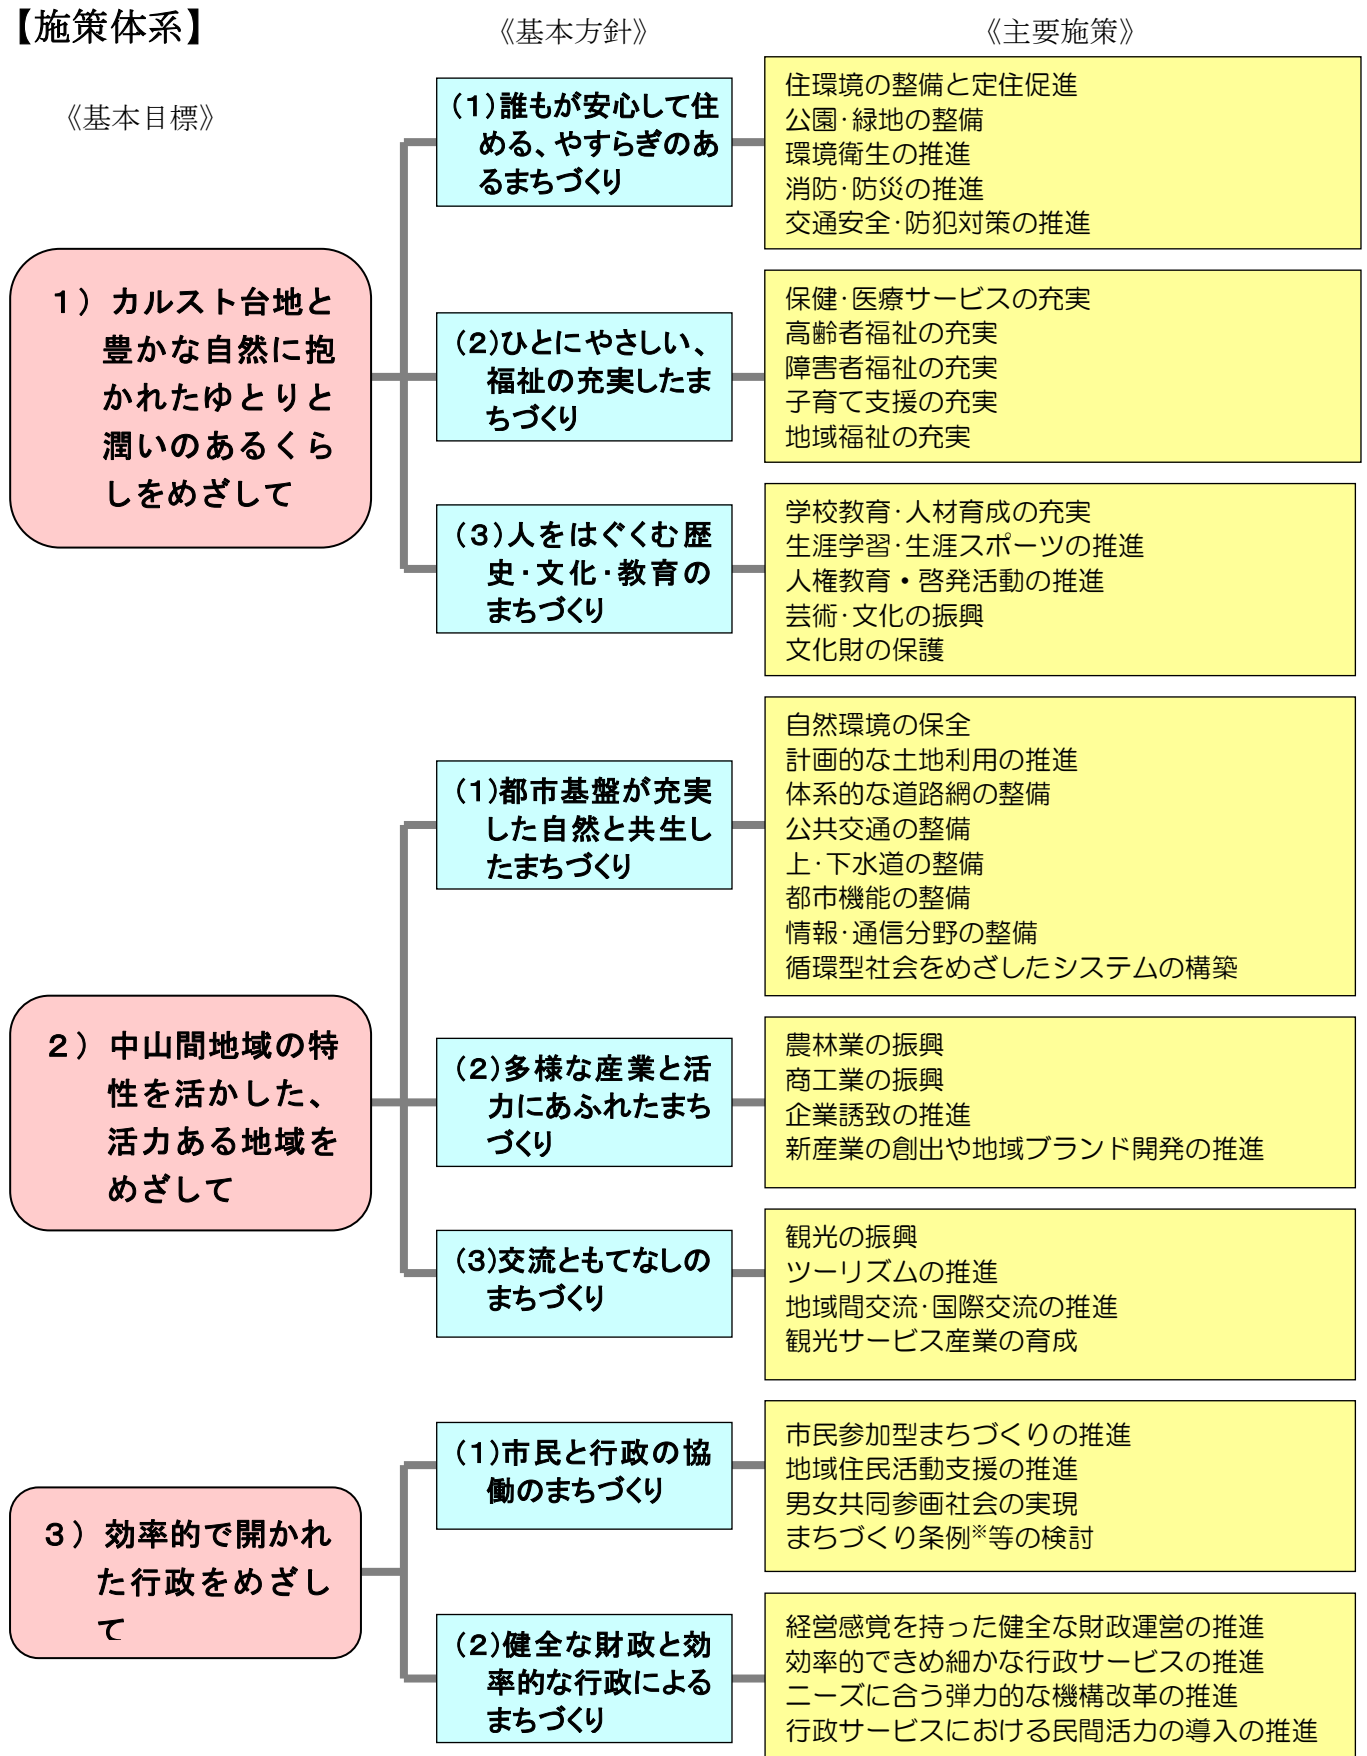 【施策体系】
《基本方針》
《主要施策》
《基本目標》
1）カルスト台地と
豊かな自然に抱
かれたゆとりと
潤いのあるくら
しをめざして
(1)誰もが安心して住
める、やすらぎのあ
るまちづくり
住環境の整備と定住促進
公園･緑地の整備
環境衛生の推進
消防･防災の推進
交通安全･防犯対策の推進
(2)ひとにやさしい、
福祉の充実したま
ちづくり
保健･医療サービスの充実
高齢者福祉の充実
障害者福祉の充実
子育て支援の充実
地域福祉の充実
(3)人をはぐくむ歴
史･文化･教育の
まちづくり
学校教育･人材育成の充実
生涯学習･生涯スポーツの推進
人権教育・啓発活動の推進
芸術･文化の振興
文化財の保護
2）中山間地域の特
性を活かした、
活力ある地域を
めざして
(1)都市基盤が充実
した自然と共生し
たまちづくり
自然環境の保全
計画的な土地利用の推進
体系的な道路網の整備
公共交通の整備
上･下水道の整備
都市機能の整備
情報･通信分野の整備
循環型社会をめざしたシステムの構築
(2)多様な産業と活
力にあふれたまち
づくり
農林業の振興
商工業の振興
企業誘致の推進
新産業の創出や地域ブランド開発の推進
(3)交流ともてなしの
まちづくり
観光の振興
ツーリズムの推進
地域間交流･国際交流の推進
観光サービス産業の育成
3）効率的で開かれ
た行政をめざし
て
(1)市民と行政の協
働のまちづくり
市民参加型まちづくりの推進
地域住民活動支援の推進
男女共同参画社会の実現
まちづくり条例※等の検討
(2)健全な財政と効
率的な行政による
まちづくり
経営感覚を持った健全な財政運営の推進
効率的できめ細かな行政サービスの推進
ニーズに合う弾力的な機構改革の推進
行政サービスにおける民間活力の導入の推進